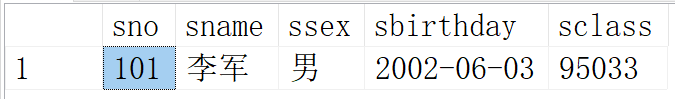 sno sname ssex sbirthday sclass
1 101 李军 男 2002-06-03 95033